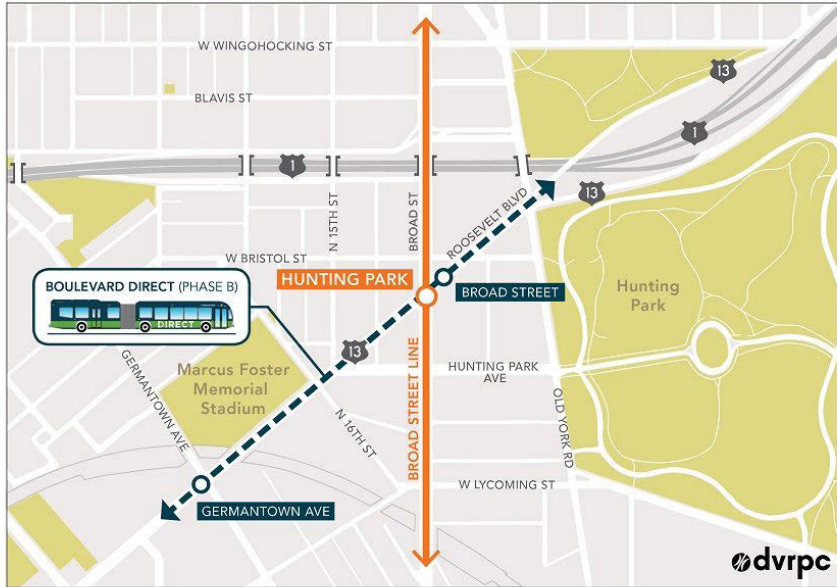 W WINGOHOCKING ST
13
BLAVIS ST
1
1
13
N 15TH ST
BROAD ST
ROOSEVELT BLVD
W BRISTOL ST
HUNTING PARK
BROAD STREET
BOULEVARD DIRECT (PHASE B)
DIRECT
Hunting
Park
13
GERMANTOWN AVE
Marcus Foster
Memorial
Stadium
HUNTING PARK
AVE
BROAD STREET LINE
N 16TH ST
OLD YORK RD
W LYCOMING ST
GERMANTOWN AVE
dvrpc